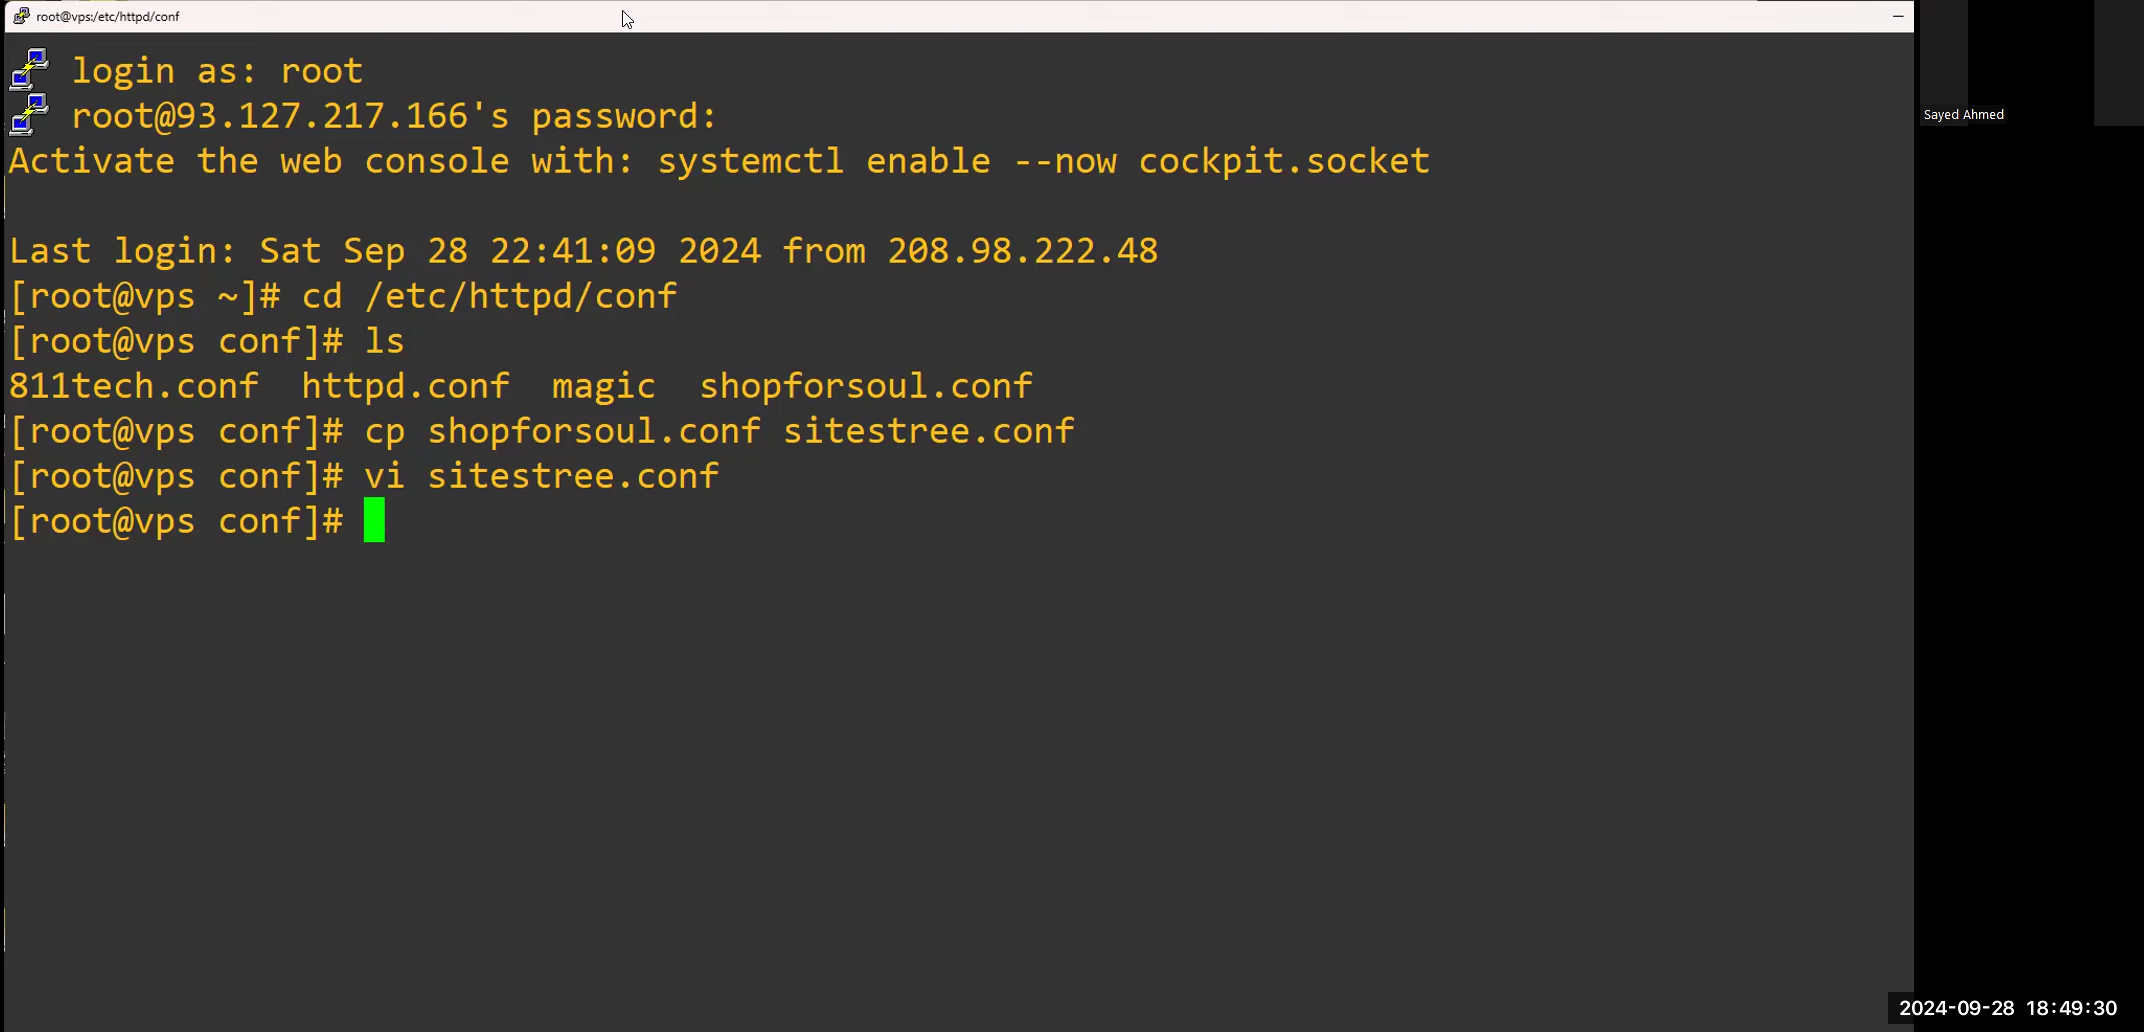 root@vps:/etc/httpd/conf
login as: root
root@93.127.217.166's password:
Activate the web console with: systemctl enable --now cockpit.socket
Last login: Sat Sep 28 22:41:09 2024 from 208.98.222.48
[root@vps ~]# cd /etc/httpd/conf
[root@vps conf]# ls
811tech.conf  httpd.conf  magic  shopforsoul.conf
[root@vps conf]# cp shopforsoul.conf sitestree.conf
[root@vps conf]# vi sitestree.conf
[root@vps conf]#
Sayed Ahmed
2024-09-28 18:49:30